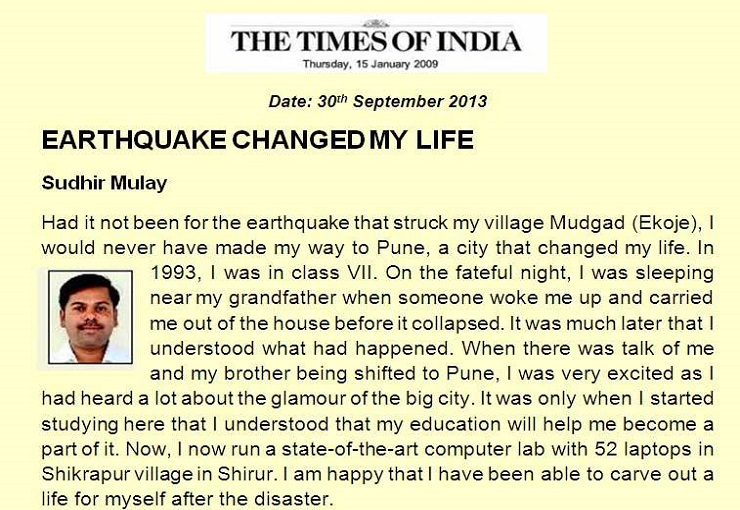 THE TIMES OF INDIA
Thursday, 15 January 2009
Date: 30th September 2013
EARTHQUAKE CHANGED MY LIFE
Sudhir Mulay
Had it not been for the earthquake that struck my village Mudgad (Ekoje), I
would never have made my way to Pune, a city that changed my life. In
1993, I was in class VII. On the fateful night, I was sleeping
near my grandfather when someone woke me up and carried
me out of the house before it collapsed. It was much later that I
understood what had happened. When there was talk of me
and my brother being shifted to Pune, I was very excited as I
had heard a lot about the glamour of the big city. It was only when I started
studying here that I understood that my education will help me become a
part of it. Now, I now run a state-of-the-art computer lab with 52 laptops in
Shikrapur village in Shirur. I am happy that I have been able to carve out a
life for myself after the disaster.